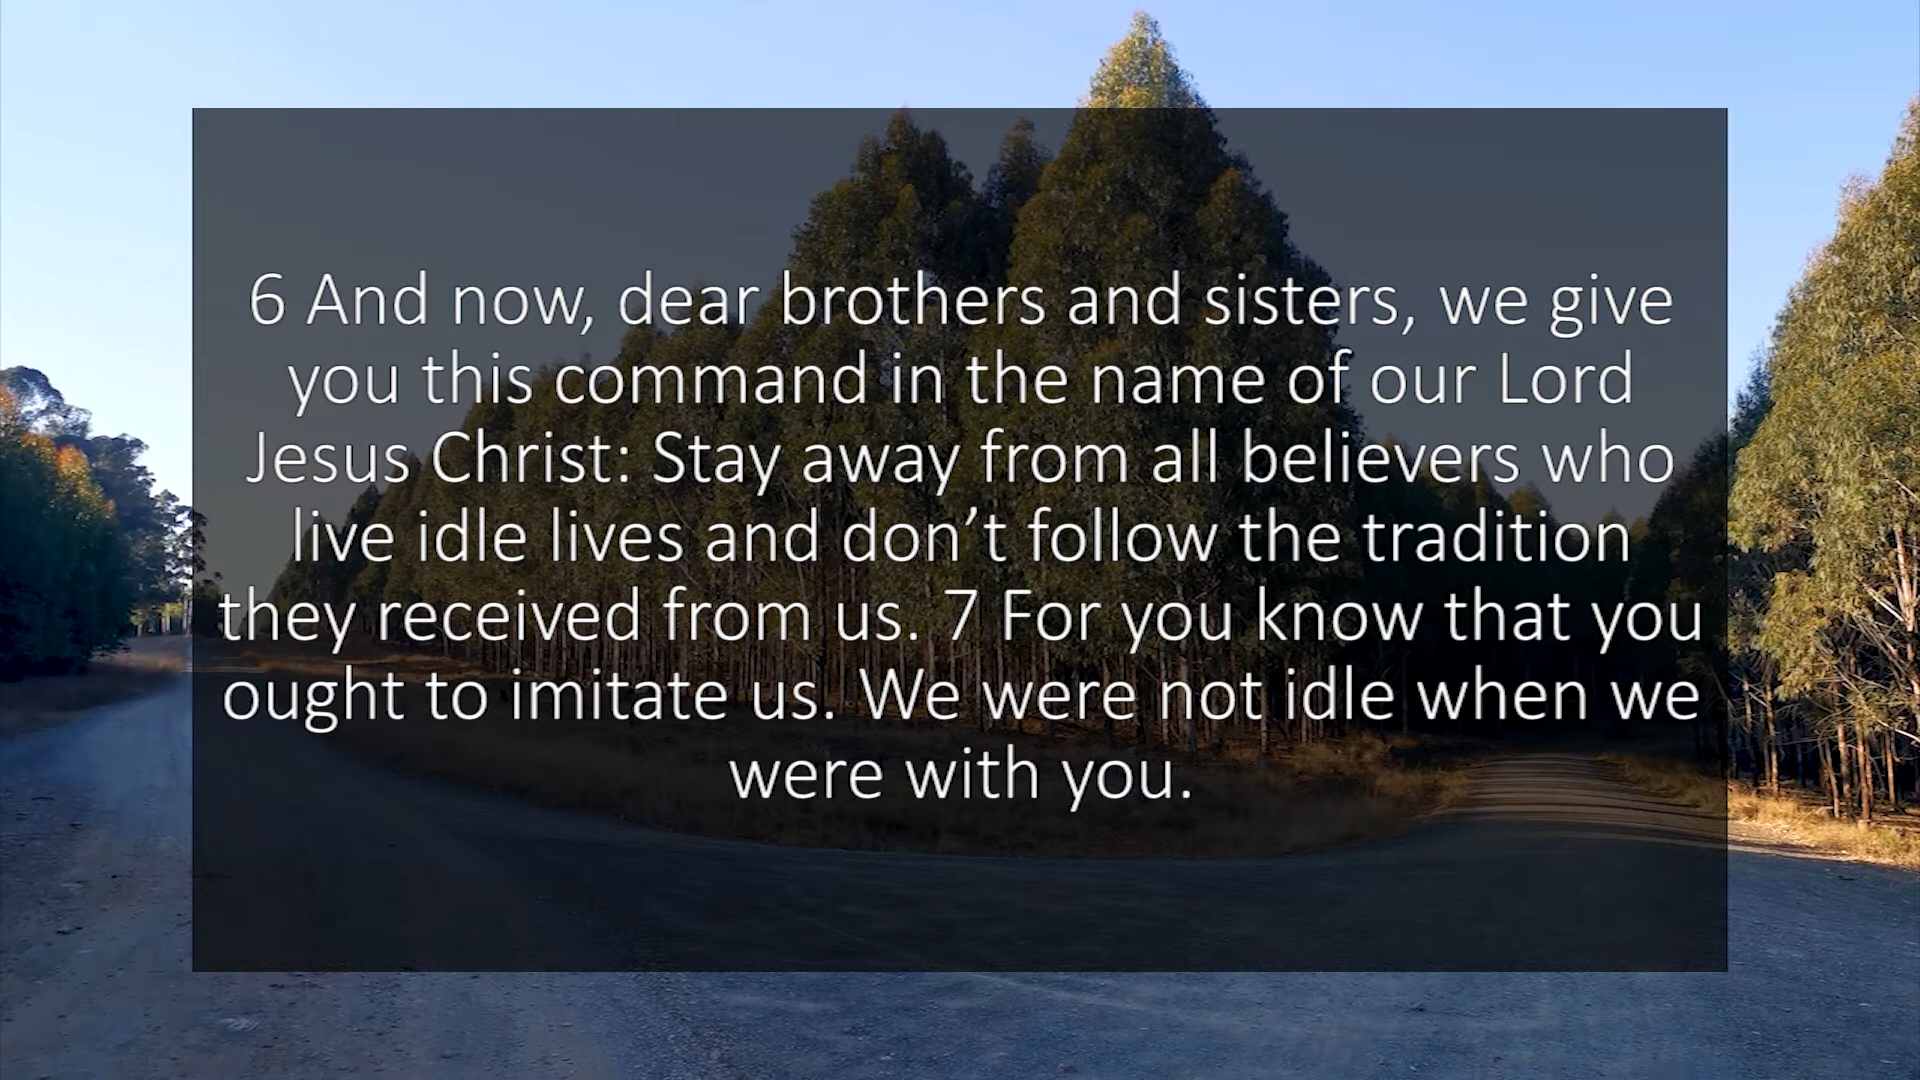 6 And now, dear brothers and sisters, we give
you this command in the name of our Lord
Jesus Christ: Stay away from all believers who
live idle lives and don’t follow the tradition
they received from us. 7 For you know that you
ought to imitate us. We were not idle when we
were with you.